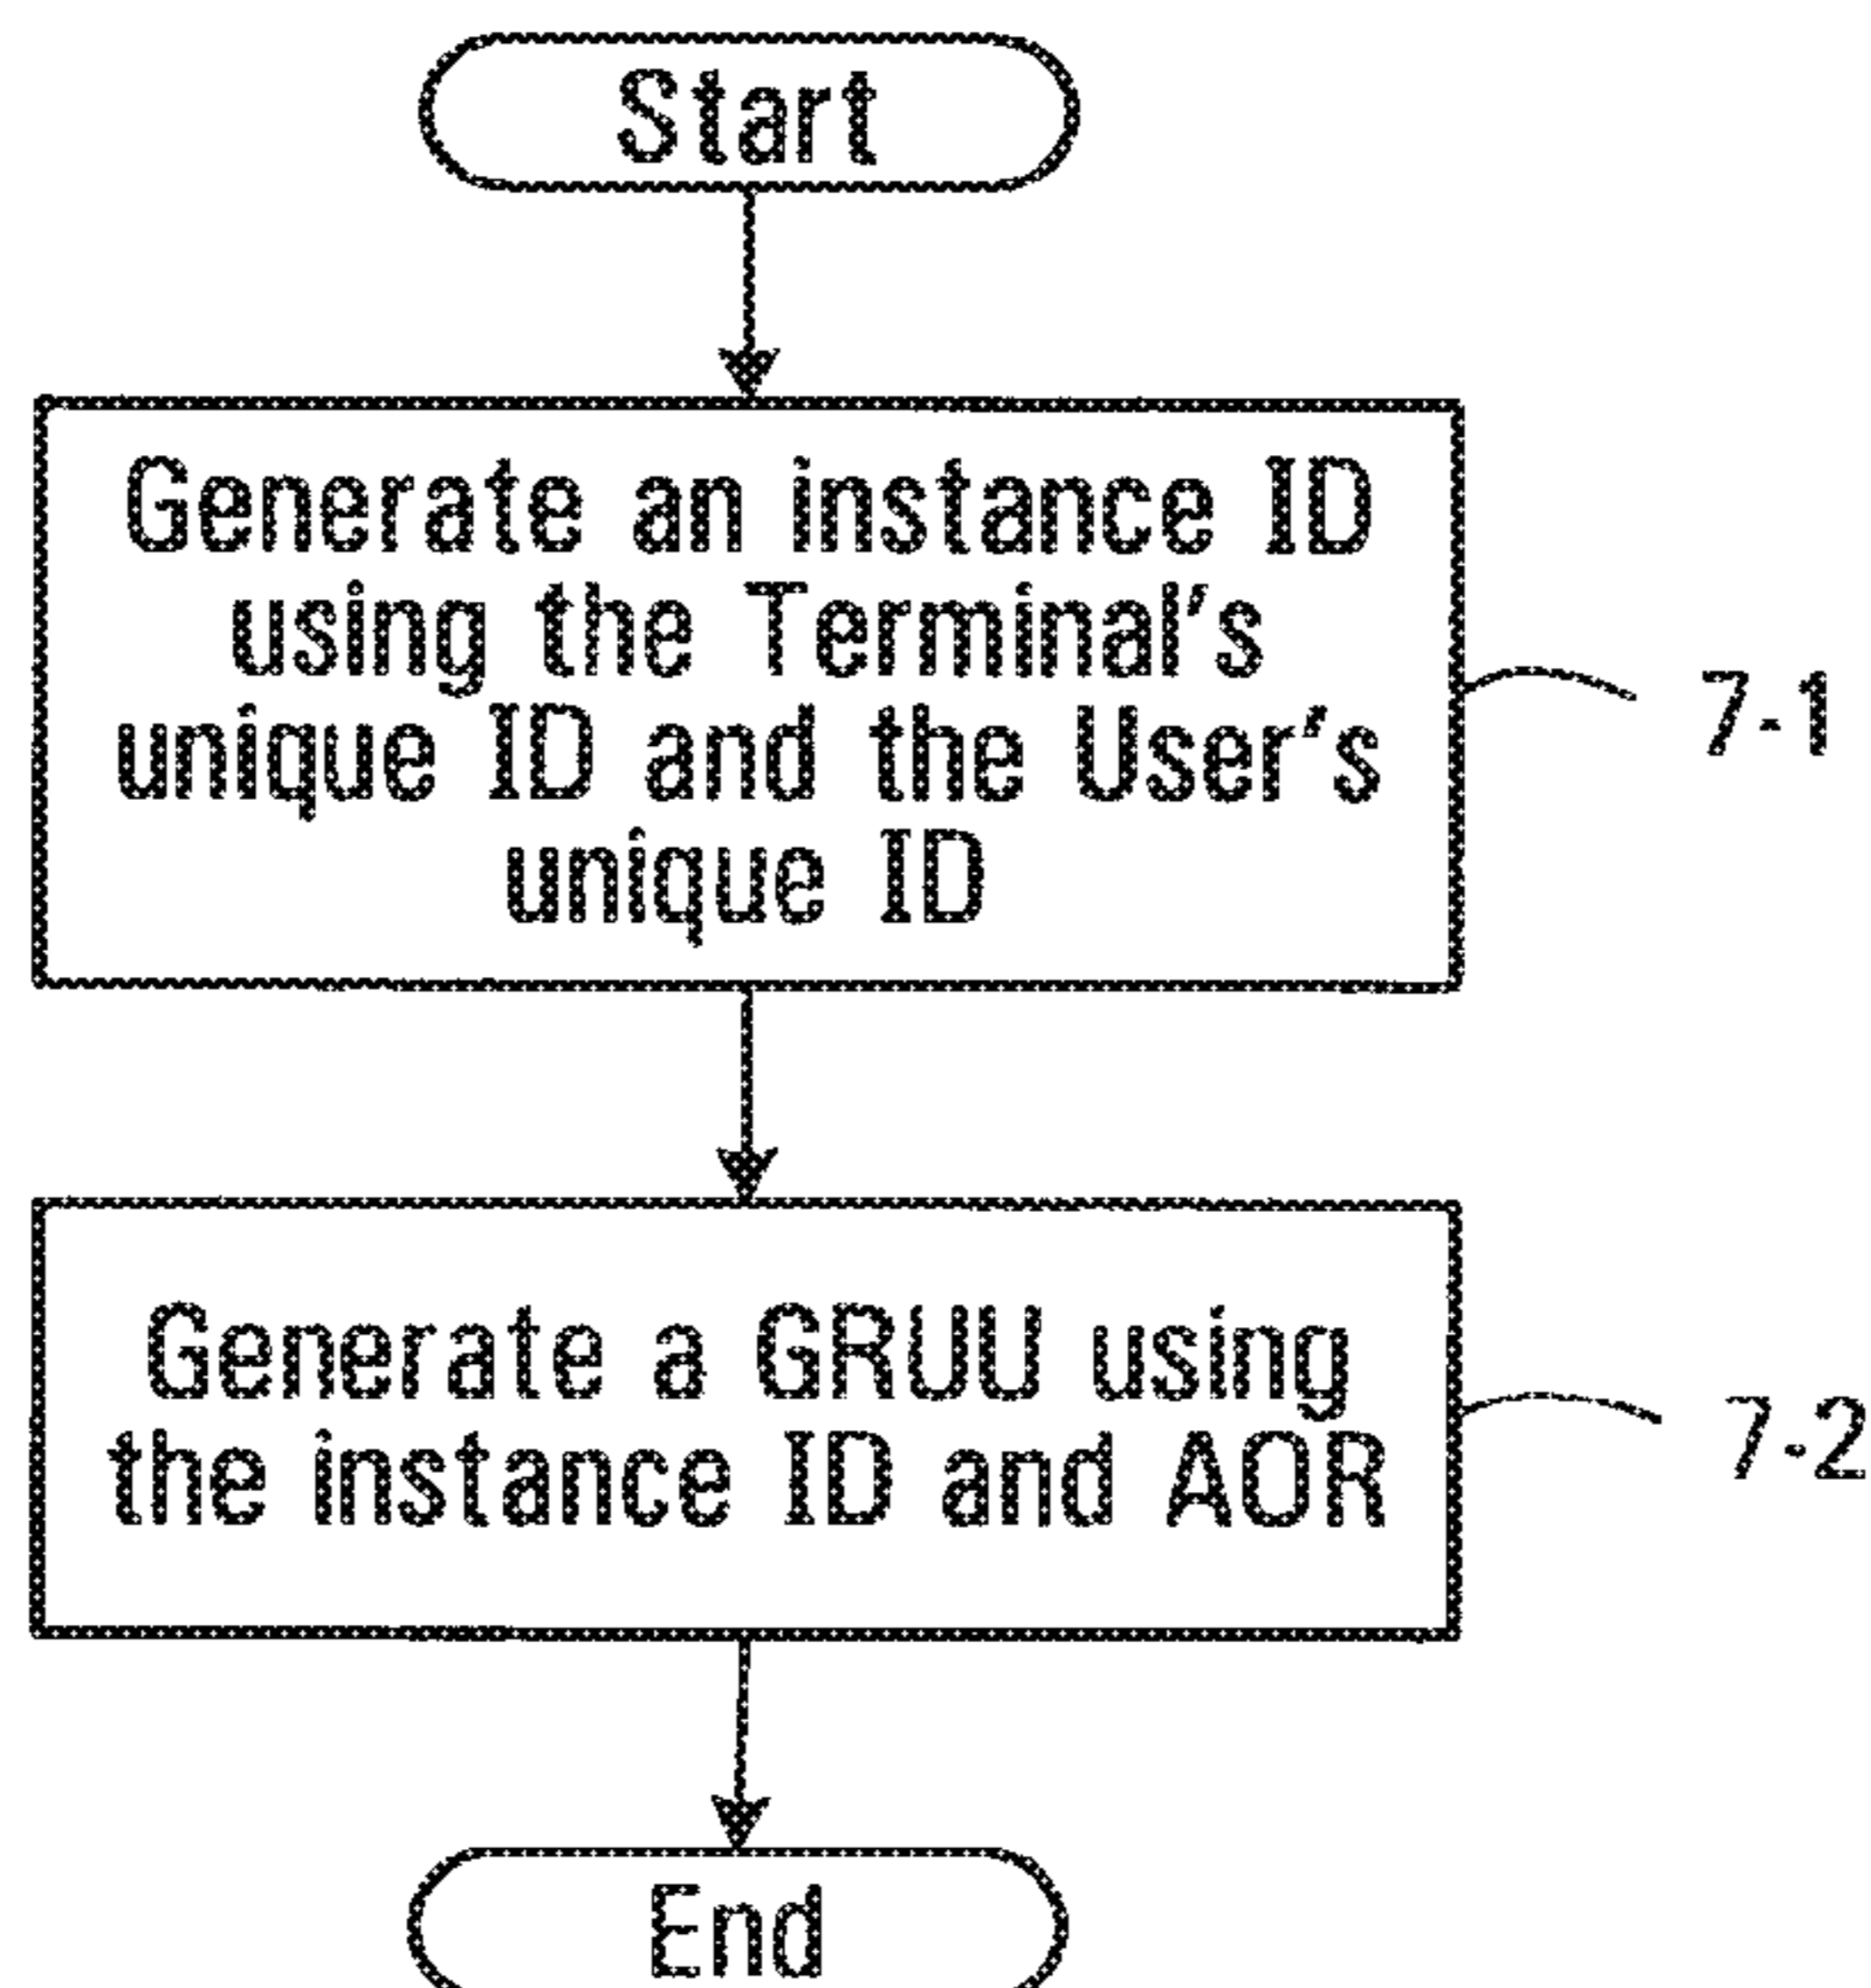 Start
Generate an instance ID
using the Terminal's
unique ID and the User's
unique ID
7-1
Generate a GRUU using
the instance ID and AOR
7-2
End